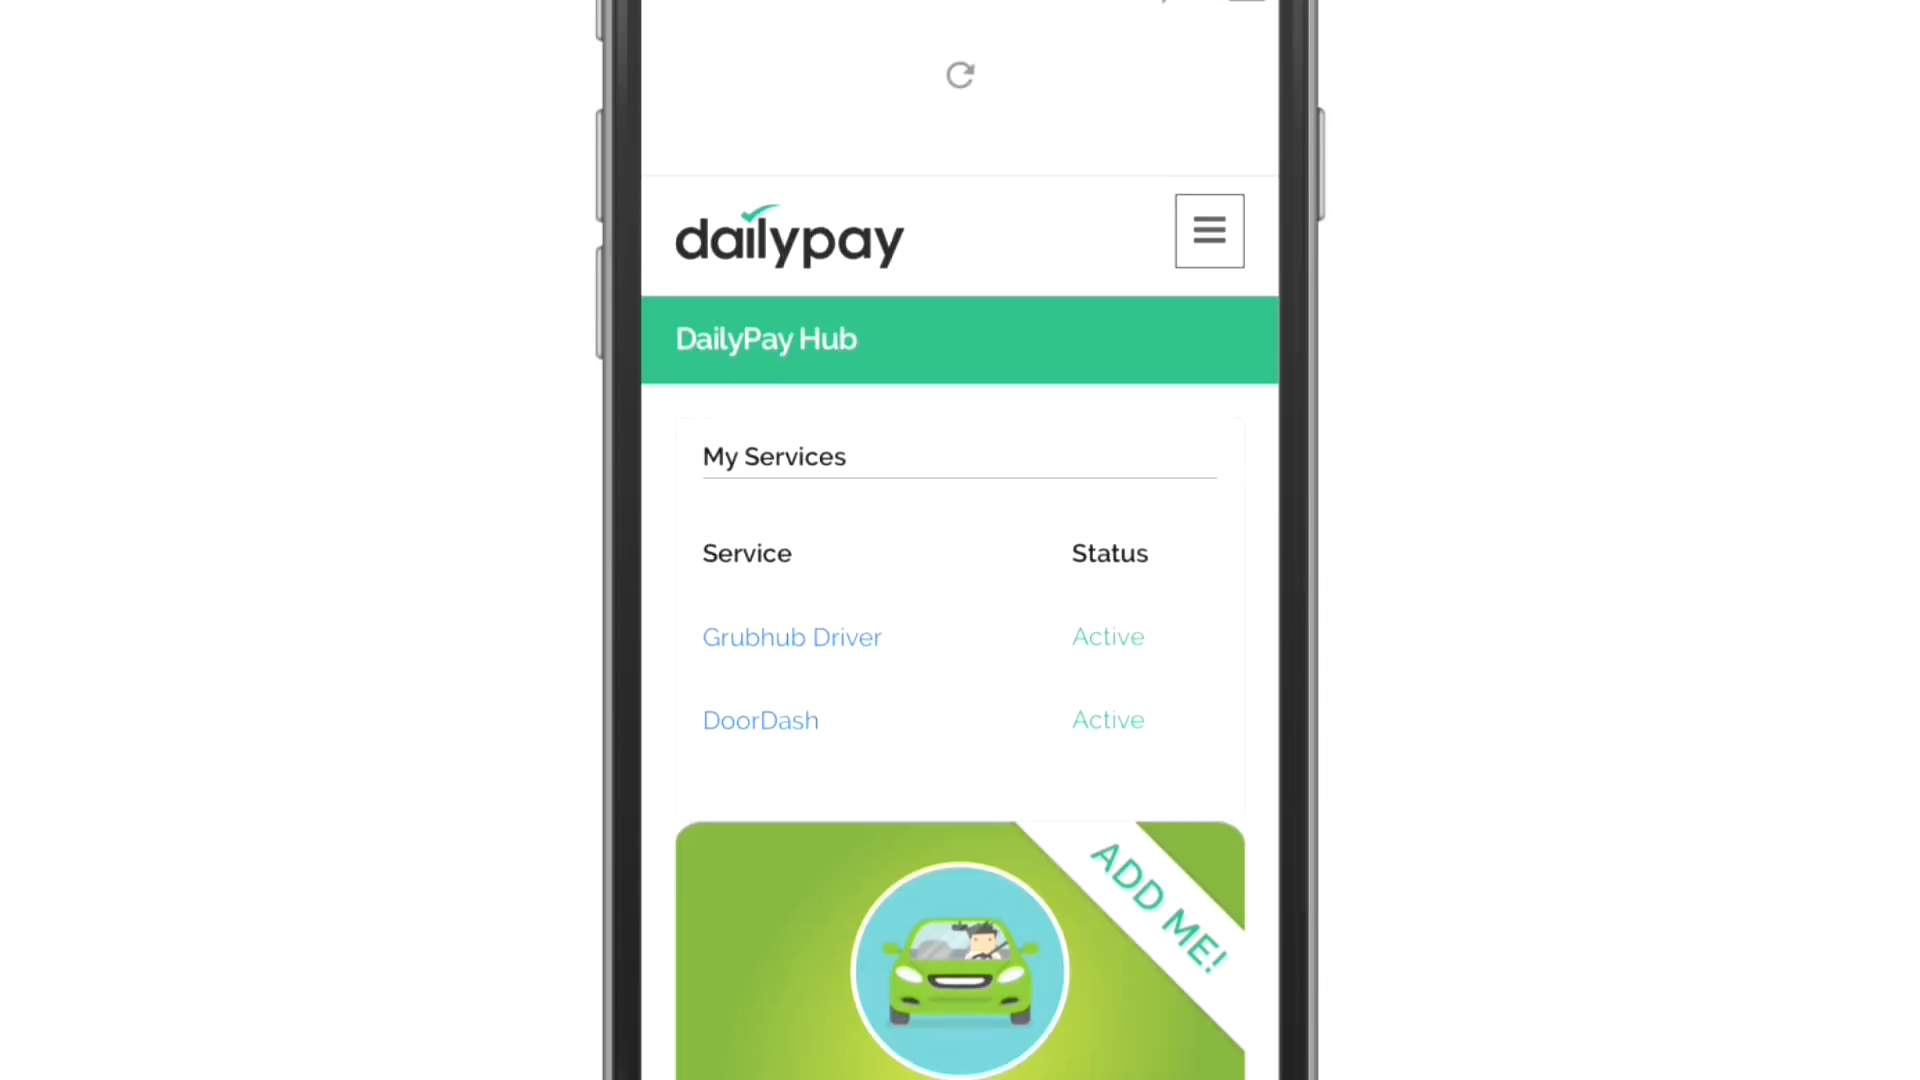 dailypay
DailyPay Hub
My Services
Service Status
Grubhub Driver Active
DoorDash Active
ADD ME!